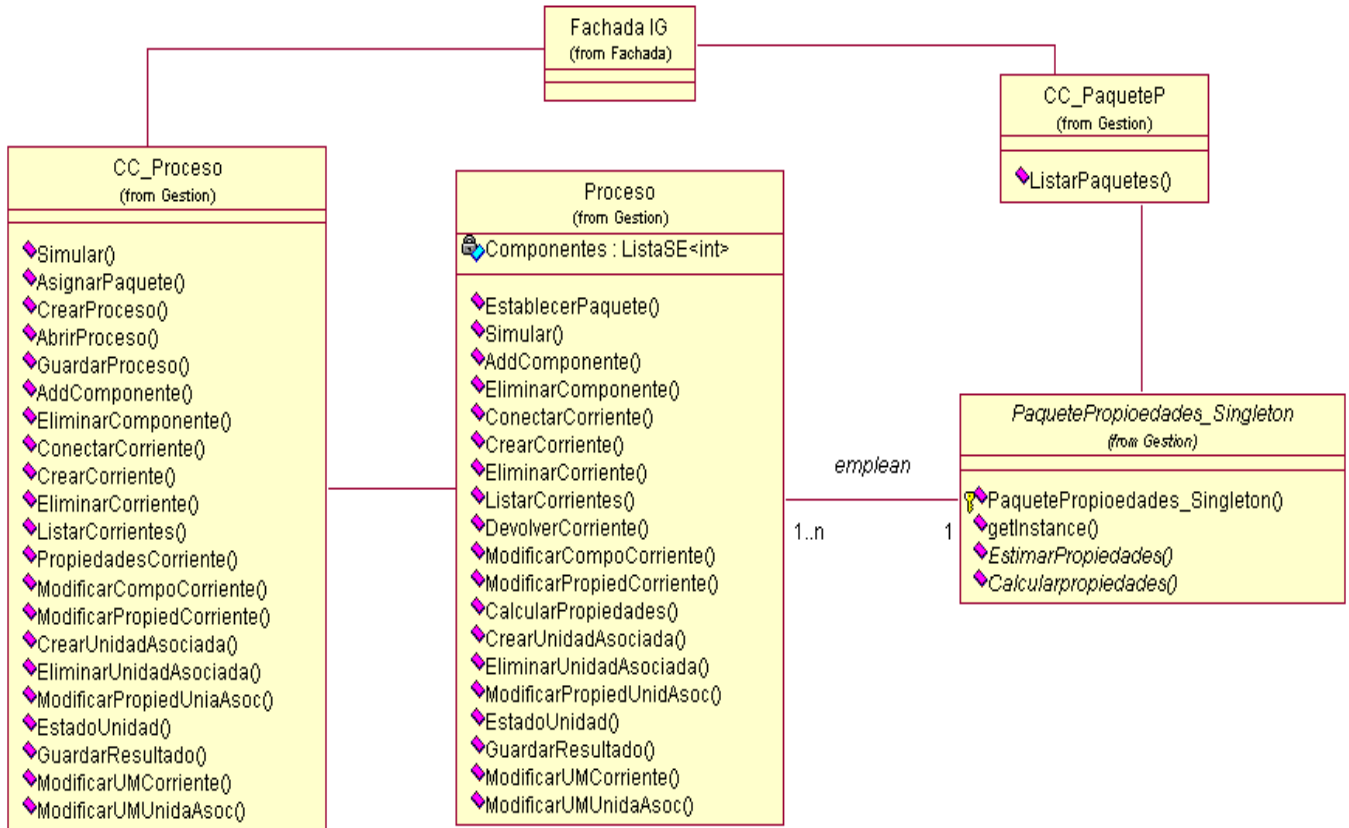 Fachada IG
(from Fachada)
CC_PaqueteP
(from Gestion)
ListarPaquetes()
CC_Proceso
(from Gestion)
Simular()
AsignarPaquete()
CrearProceso()
AbrirProceso()
GuardarProceso()
AddComponente()
EliminarComponente()
ConectarCorriente()
CrearCorriente()
EliminarCorriente()
ListarCorrientes()
PropiedadesCorriente()
ModificarCompoCorriente()
ModificarPropiedCorriente()
CrearUnidadAsociada()
EliminarUnidadAsociada()
ModificarPropiedUniaAsoc()
EstadoUnidad()
GuardarResultado()
ModificarUMCorriente()
ModificarUMUnidaAsoc()
Proceso
(from Gestion)
Componentes : ListaSE<int>
EstablecerPaquete()
Simular()
AddComponente()
EliminarComponente()
ConectarCorriente()
CrearCorriente()
EliminarCorriente()
ListarCorrientes()
DevolverCorriente()
ModificarCompoCorriente()
ModificarPropiedCorriente()
CalcularPropiedades()
CrearUnidadAsociada()
EliminarUnidadAsociada()
ModificarPropiedUnidAsoc()
EstadoUnidad()
GuardarResultado()
ModificarUMCorriente()
ModificarUMUnidaAsoc()
emplean
1..n
1
PaquetePropioedades_Singleton
(from Gestion)
PaquetePropioedades_Singleton()
getInstance()
EstimarPropiedades()
Calcularpropiedades()